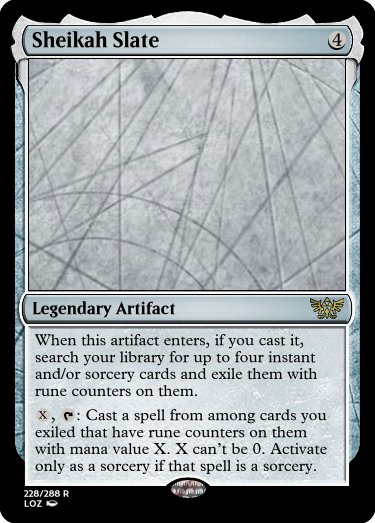 Sheikah Slate 4
Legendary Artifact
When this artifact enters, if you cast it,
search your library for up to four instant
and/or sorcery cards and exile them with
rune counters on them.
X, T: Cast a spell from among cards you
exiled that have rune counters on them
with mana value X. X can't be 0. Activate
only as a sorcery if that spell is a sorcery.
228/288 R
LOZ